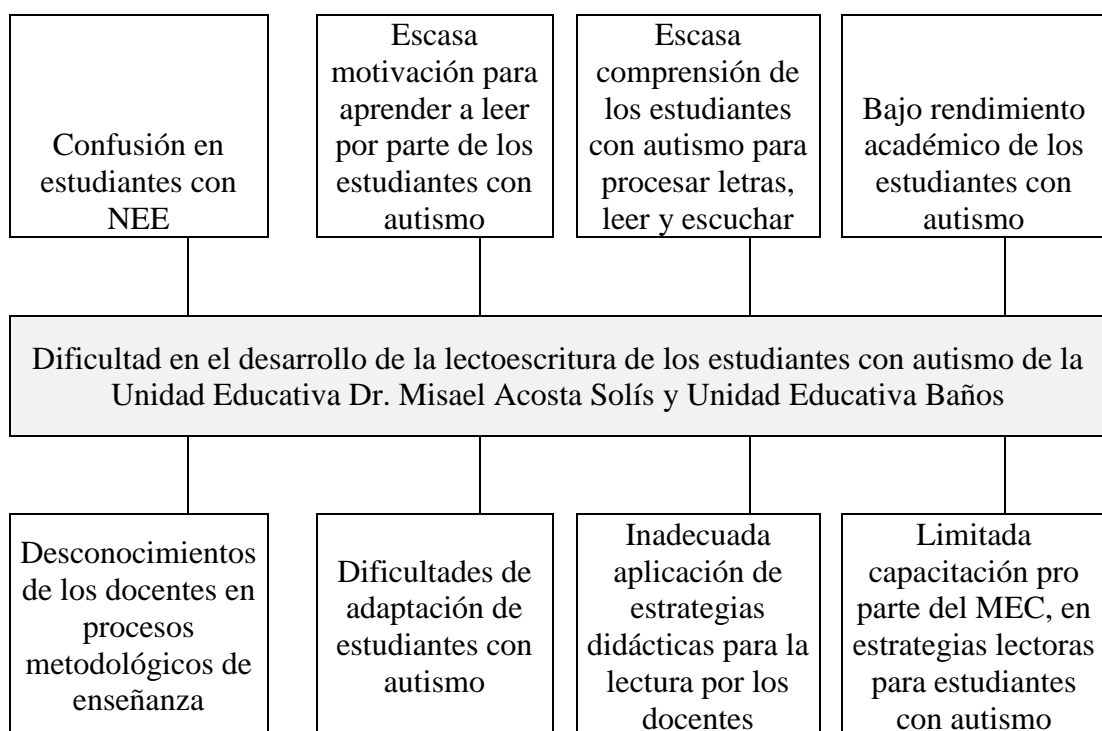 Confusión en
estudiantes con
NEE
Escasa
motivación para
aprender a leer
por parte de los
estudiantes con
autismo
Escasa
comprensión de
los estudiantes
con autismo para
procesar letras,
leer y escuchar
Bajo rendimiento
académico de los
estudiantes con
autismo
Dificultad en el desarrollo de la lectoescritura de los estudiantes con autismo de la
Unidad Educativa Dr. Misael Acosta Solís y Unidad Educativa Baños
Desconocimientos
de los docentes en
procesos
metodológicos de
enseñanza
Dificultades de
adaptación de
estudiantes con
autismo
Inadecuada
aplicación de
estrategias
didácticas para la
lectura por los
docentes
Limitada
capacitación pro
parte del MEC, en
estrategias lectoras
para estudiantes
con autismo